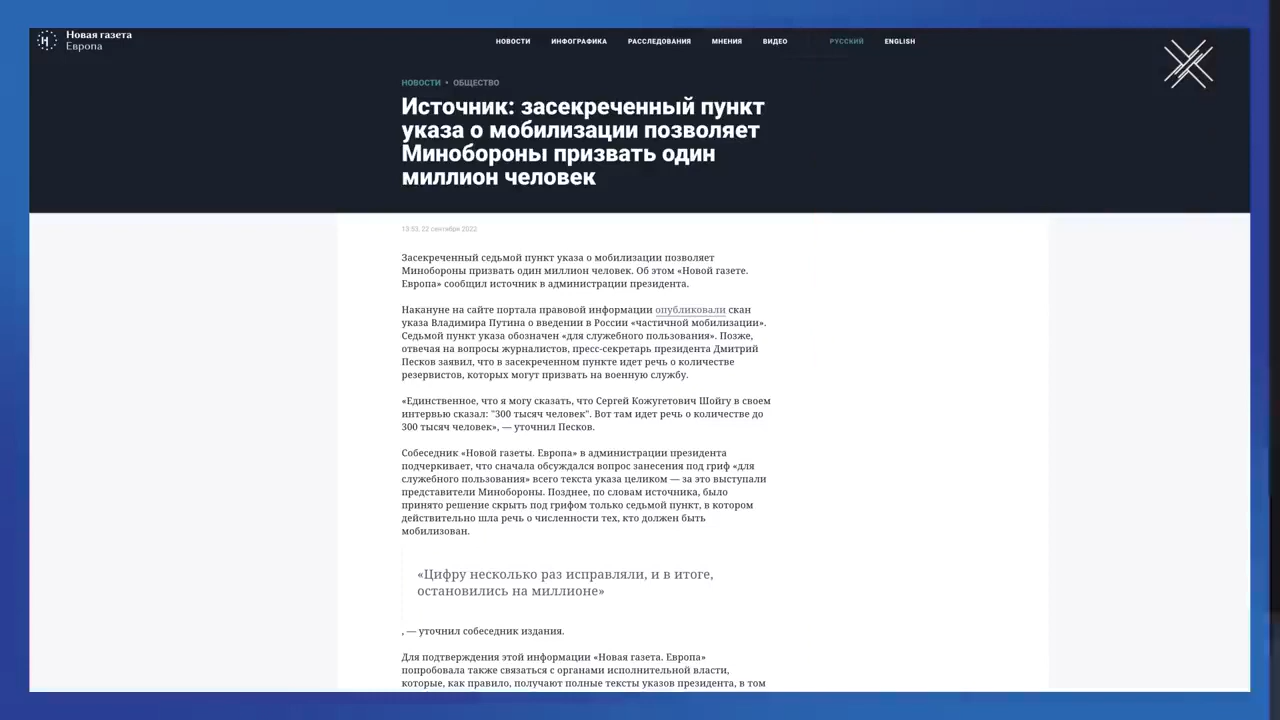 Новая газета
Европа
НОВОСТИ ИНФОГРАФИКА РАССЛЕДОВАНИЯ МНЕНИЯ ВИДЕО РУССКИЙ ENGLISH
НОВОСТИ • ОБЩЕСТВО
Источник: засекреченный пункт
указа о мобилизации позволяет
Минобороны призвать один
миллион человек
13:53, 22 сентября 2022
Засекреченный седьмой пункт указа о мобилизации позволяет
Минобороны призвать один миллион человек. Об этом «Новой газете.
Европа» сообщил источник в администрации президента.
Накануне на сайте портала правовой информации опубликовали скан
указа Владимира Путина о введении в России «частичной мобилизации».
Седьмой пункт указа обозначен «для служебного пользования». Позже,
отвечая на вопросы журналистов, пресс-секретарь президента Дмитрий
Песков заявил, что в засекреченном пункте идет речь о количестве
резервистов, которых могут призвать на военную службу.
«Единственное, что я могу сказать, что Сергей Кожугетович Шойгу в своем
интервью сказал: "300 тысяч человек". Вот там идет речь о количестве до
300 тысяч человек», — уточнил Песков.
Собеседник «Новой газеты. Европа» в администрации президента
подчеркивает, что сначала обсуждался вопрос занесения под гриф «для
служебного пользования» всего текста указа целиком — за это выступали
представители Минобороны. Позднее, по словам источника, было
принято решение скрыть под грифом только седьмой пункт, в котором
действительно шла речь о численности тех, кто должен быть
мобилизован.
«Цифру несколько раз исправляли, и в итоге,
остановились на миллионе»
, — уточнил собеседник издания.
Для подтверждения этой информации «Новая газета. Европа»
попробовала также связаться с органами исполнительной власти,
которые, как правило, получают полные тексты указов президента, в том